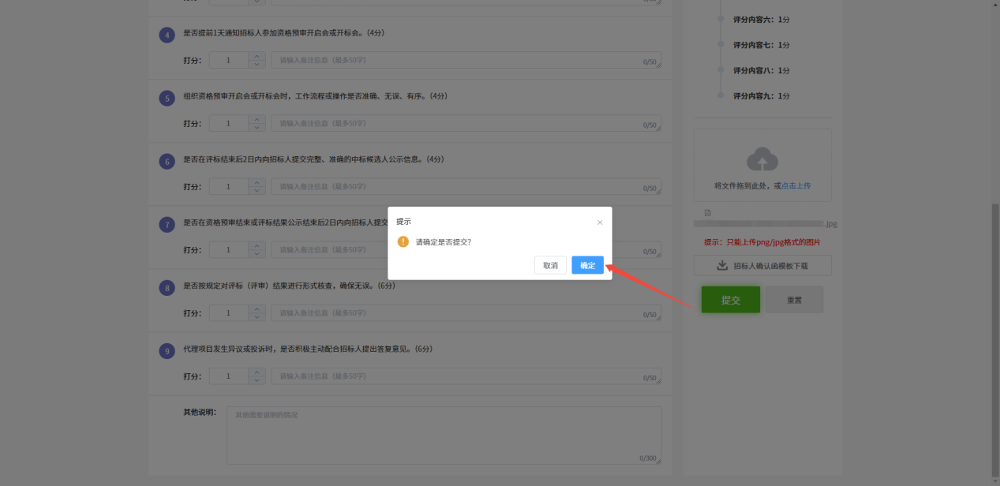 4 是否提前1天通知招标人参加资格预审开启会或开标会。(4分)
打分: 1 请输入备注信息(最多50字) 0/50
5 组织资格预审开启会或开标会时,工作流程或操作是否准确、无误、有序。(4分)
打分: 1 请输入备注信息(最多50字) 0/50
6 是否在评标结束后2日内向招标人提交完整、准确的中标候选人公示信息。(4分)
打分: 1 请输入备注信息(最多50字) 0/50
7 是否在资格预审结束或评标结果公示结束后2日内向招标人提交
打分: 1 请输入备注信息(最多50字) 0/50
8 是否按规定对评标(评审)结果进行形式核查,确保无误。(6分)
打分: 1 请输入备注信息(最多50字) 0/50
9 代理项目发生异议或投诉时,是否积极主动配合招标人提出答复意见。(6分)
打分: 1 请输入备注信息(最多50字) 0/50
其他说明: 其他需要说明的情况
0/300
提示
请确定是否提交?
取消 确定
评分内容六:1分
评分内容七:1分
评分内容八:1分
评分内容九:1分
将文件拖到此处,或点击上传
.jpg
提示:只能上传png/jpg格式的图片
招标人确认函模板下载
提交 重置